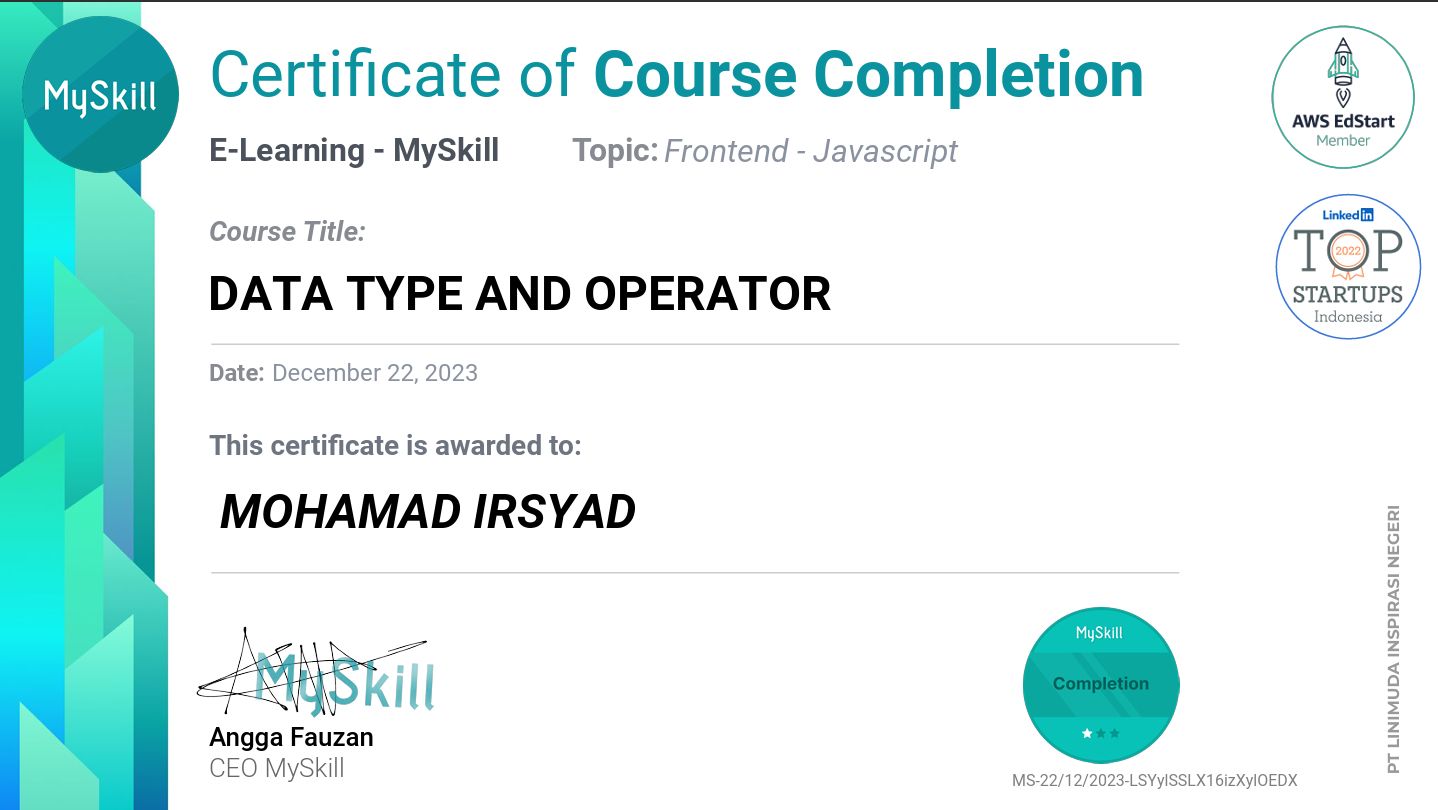 MySkill
Certificate of Course Completion
E-Learning - MySkill Topic: Frontend - Javascript
Course Title:
DATA TYPE AND OPERATOR
Date: December 22, 2023
This certificate is awarded to:
MOHAMAD IRSYAD
MySkill
Angga Fauzan
CEO MySkill
AWS EdStart
Member
Linked in
TOP
2022
STARTUPS
Indonesia
MySkill
Completion
MS-22/12/2023-LSYylSSLX16izXylOEDX
PT LINIMUDA INSPIRASI NEGERI